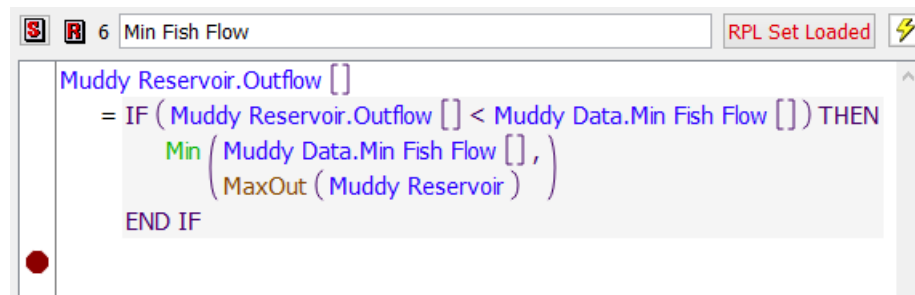 S R 6 Min Fish Flow RPL Set Loaded
Muddy Reservoir.Outflow []
= IF ( Muddy Reservoir.Outflow [] < Muddy Data.Min Fish Flow [] ) THEN
Min ( Muddy Data.Min Fish Flow [] ,
MaxOut ( Muddy Reservoir ) )
END IF